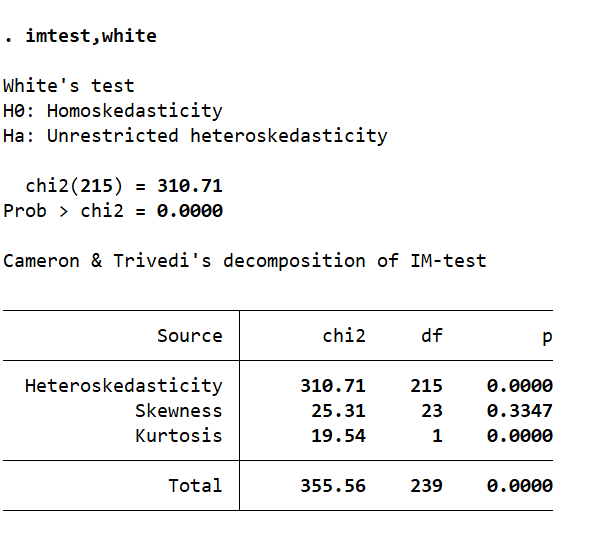 . imtest,white
White's test
H0: Homoskedasticity
Ha: Unrestricted heteroskedasticity
chi2(215) = 310.71
Prob > chi2 = 0.0000
Cameron & Trivedi's decomposition of IM-test
Source chi2 df p
Heteroskedasticity 310.71 215 0.0000
Skewness 25.31 23 0.3347
Kurtosis 19.54 1 0.0000
Total 355.56 239 0.0000